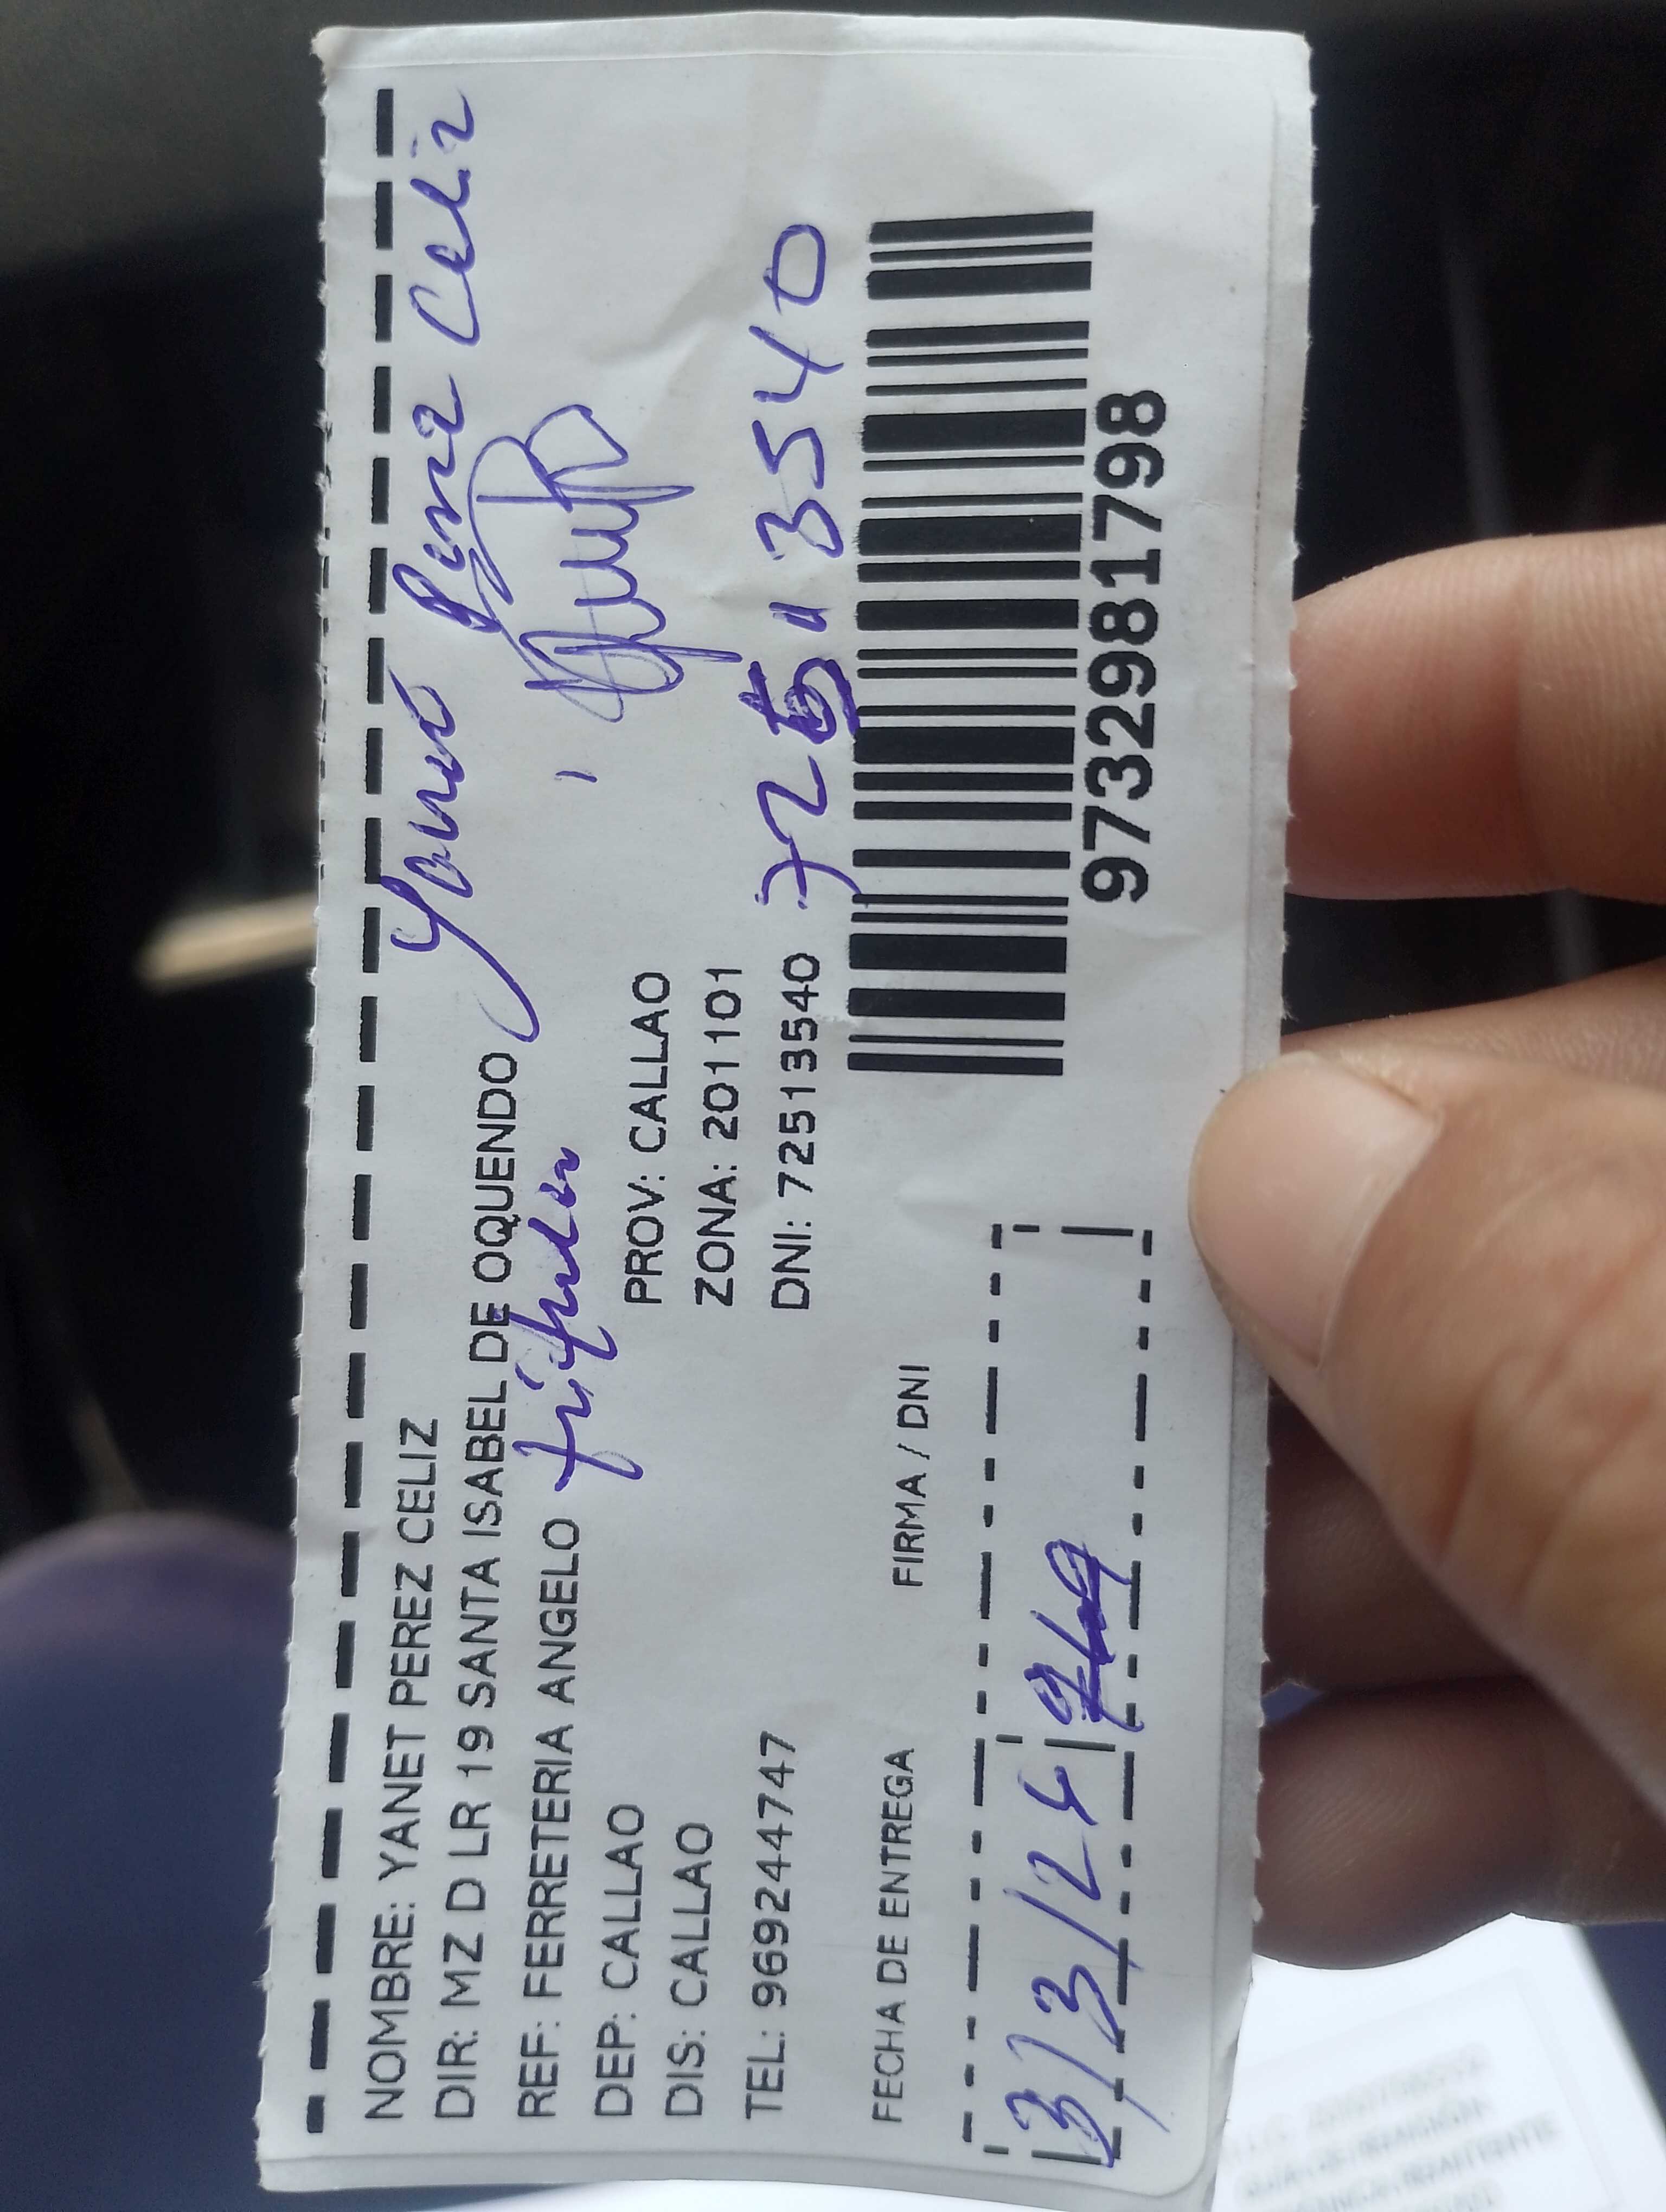 NOMBRE: YANET PEREZ CELIZ
Yanet Perez Celiz
DIR: MZ D LR 19 SANTA ISABEL DE OQUENDO
REF: FERRETERIA ANGELO
DEP: CALLAO PROV: CALLAO
DIS: CALLAO ZONA: 201101
TEL: 969244747 DNI: 72513540
72513540
FECHA DE ENTREGA FIRMA / DNI
3/3/24
9732981798